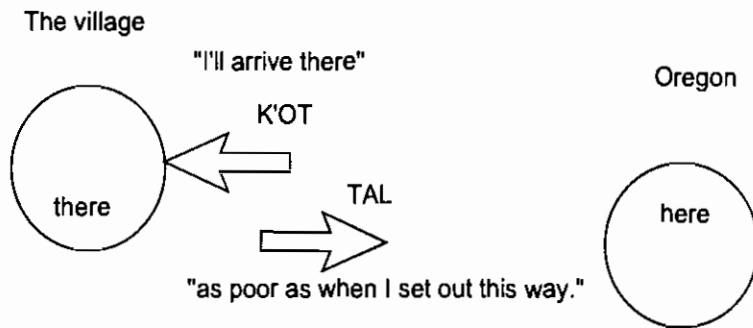 The village
"I'll arrive there"
Oregon
K'OT
there
TAL
here
"as poor as when I set out this way."